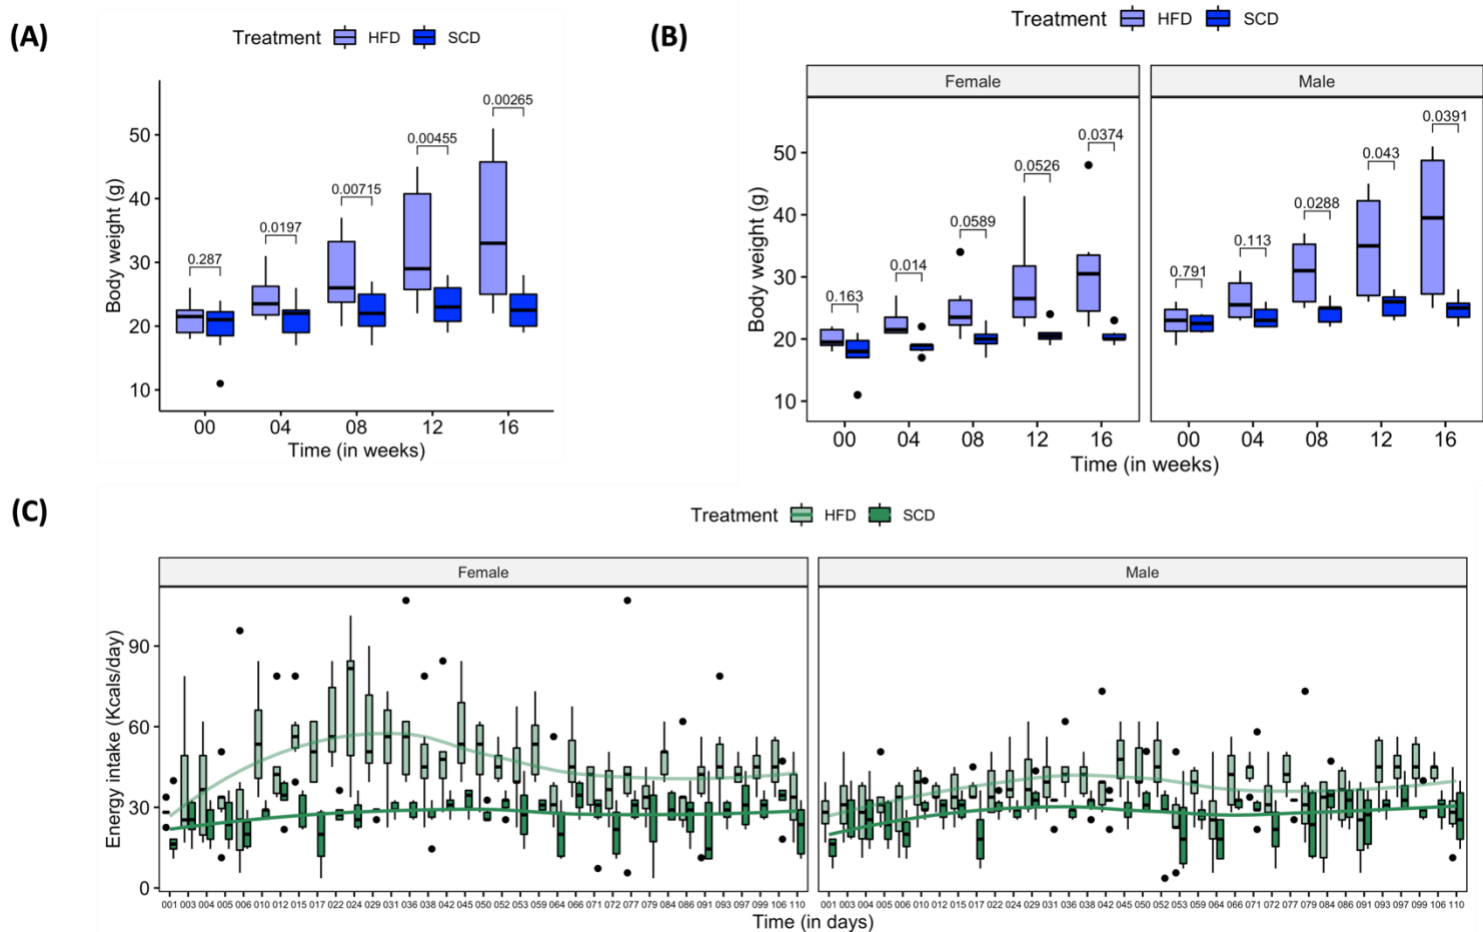 (A)
Treatment HFD SCD
Body weight (g)
50
40
30
20
10
0.287
0.0197
0.00715
0.00455
0.00265
00 04 08 12 16
Time (in weeks)
(B)
Treatment HFD SCD
Female Male
Body weight (g)
50
40
30
20
10
0.163
0.014
0.0589
0.0526
0.0374
0.791
0.113
0.0288
0.043
0.0391
00 04 08 12 16 00 04 08 12 16
Time (in weeks)
(C)
Treatment HFD SCD
Female Male
Energy intake (Kcals/day)
90
60
30
0
001 003 004 005 006 010 012 015 017 022 024 029 031 036 038 042 045 050 052 053 059 064 066 071 072 077 079 084 086 091 093 097 099 106 110 001 003 004 005 006 010 012 015 017 022 024 029 031 036 038 042 045 050 052 053 059 064 066 071 072 077 079 084 086 091 093 097 099 106 110
Time (in days)